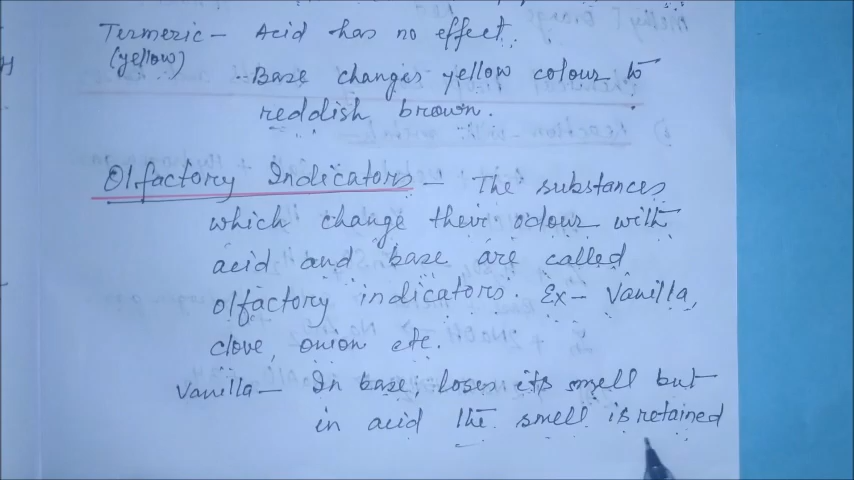 Termeric – Acid has no effect.
(yellow)
Base changes yellow colour to
reddish brown.
Olfactory Indicators – The substances
which change their odour with
acid and base are called
olfactory indicators. Ex – Vanilla,
clove, onion etc.
Vanilla – In base, loses its smell but
in acid the smell is retained